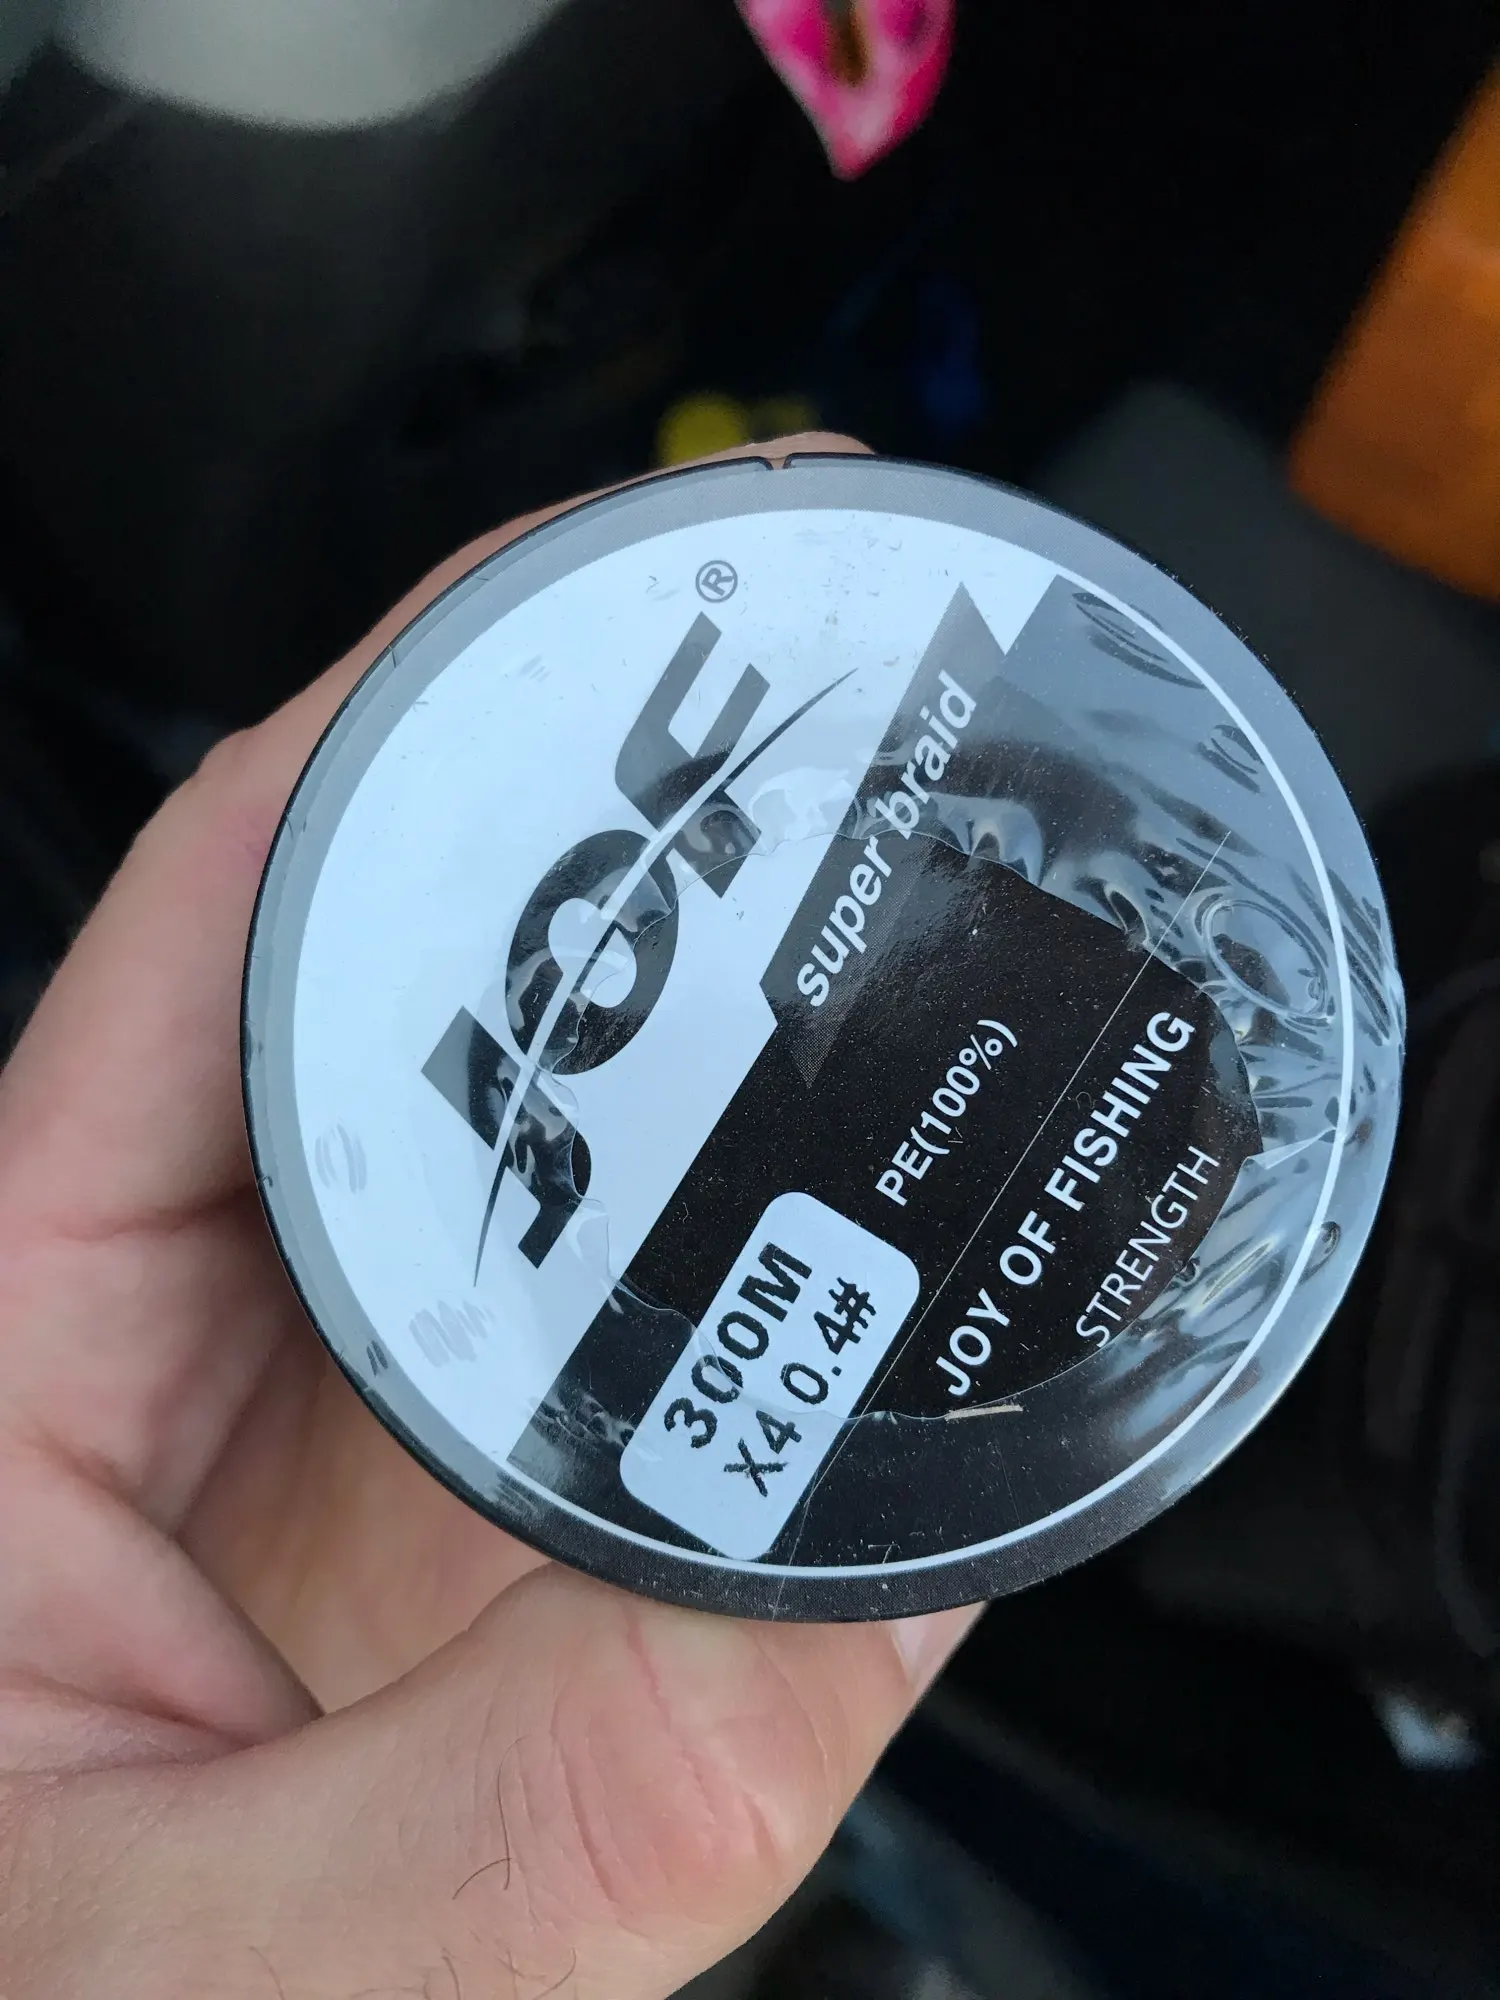 JOF®
super braid
PE(100%)
300M
X4 0.4#
JOY OF FISHING
STRENGTH